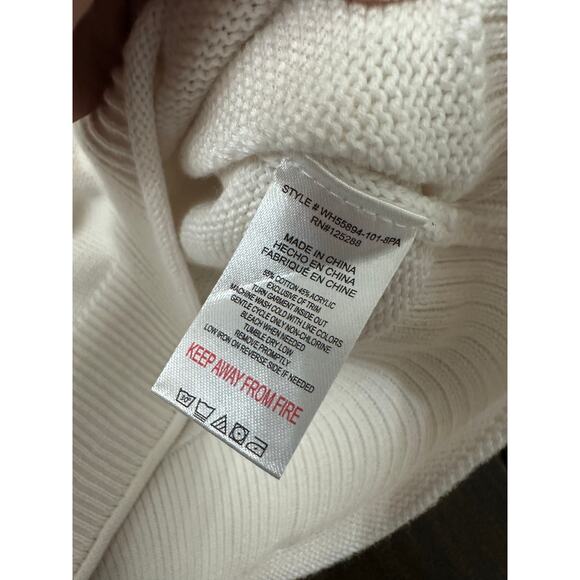 STYLE # WH55894-101-8PA
RN#125288
MADE IN CHINA
HECHO EN CHINA
FABRIQUE EN CHINE
55% COTTON 45% ACRYLIC
EXCLUSIVE OF TRIM
TURN GARMENT INSIDE OUT
MACHINE WASH COLD WITH LIKE COLORS
GENTLE CYCLE ONLY NON-CHLORINE
BLEACH WHEN NEEDED
TUMBLE DRY LOW
REMOVE PROMPTLY
LOW IRON ON REVERSE SIDE IF NEEDED
KEEP AWAY FROM FIRE
30°